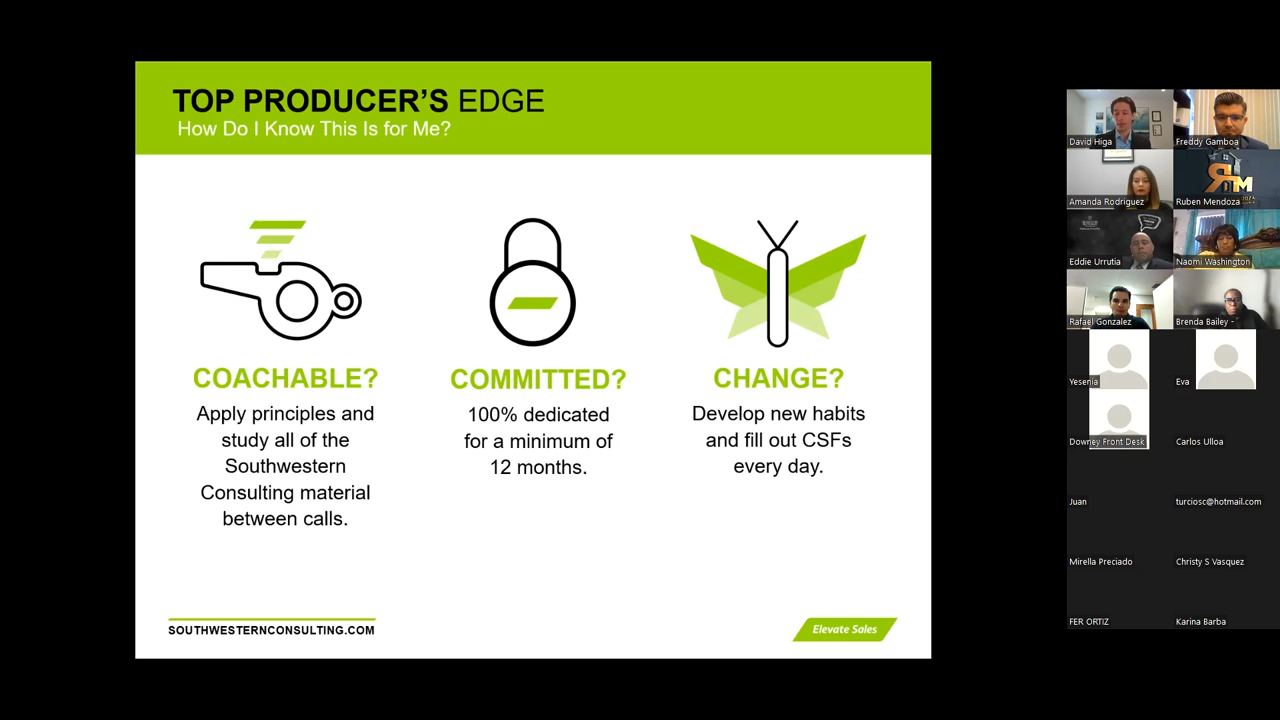 TOP PRODUCER'S EDGE
How Do I Know This Is for Me?
COACHABLE?
Apply principles and
study all of the
Southwestern
Consulting material
between calls.
COMMITTED?
100% dedicated
for a minimum of
12 months.
CHANGE?
Develop new habits
and fill out CSFs
every day.
SOUTHWESTERNCONSULTING.COM
Elevate Sales
David Higa
Freddy Gamboa
Amanda Rodriguez
Ruben Mendoza
Eddie Urrutia
Naomi Washington
Rafael Gonzalez
Brenda Bailey -
Yesenia
Eva
Downey Front Desk
Carlos Ulloa
Juan
turciosc@hotmail.com
Mirella Preciado
Christy S Vasquez
FER ORTIZ
Karina Barba